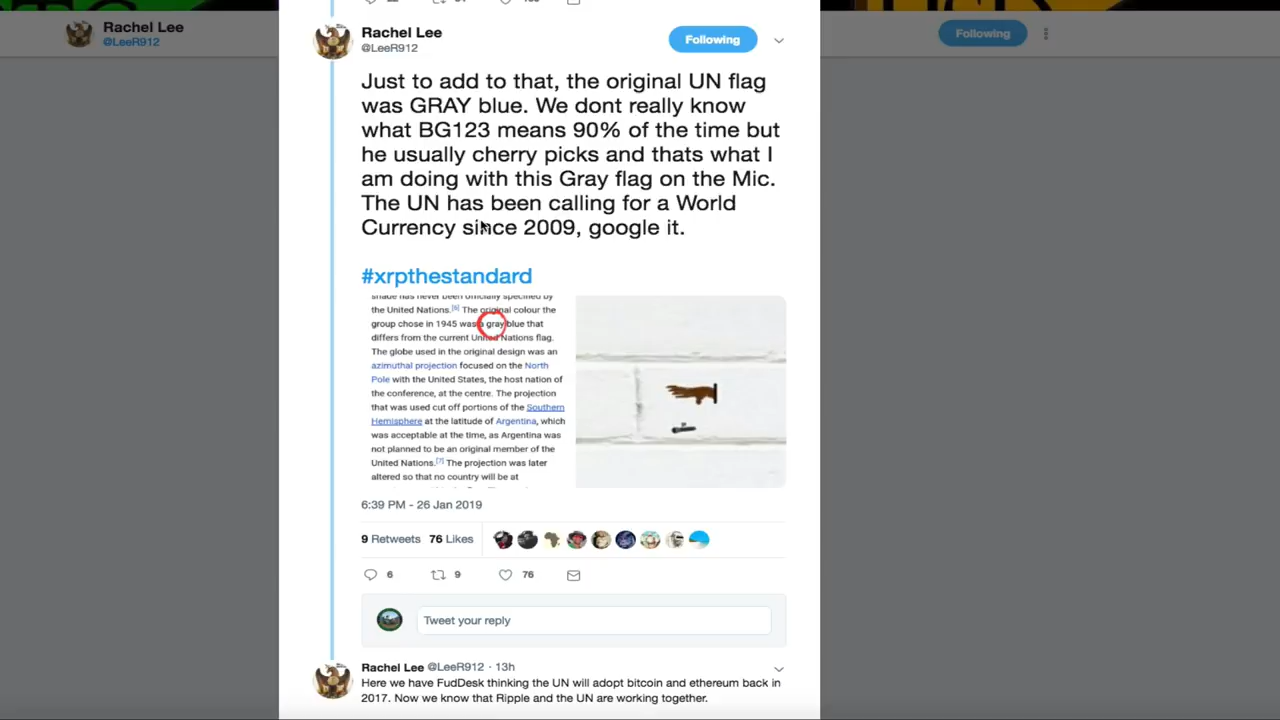 Rachel Lee
@LeeR912
Following
Rachel Lee
@LeeR912
Following
Just to add to that, the original UN flag
was GRAY blue. We dont really know
what BG123 means 90% of the time but
he usually cherry picks and thats what I
am doing with this Gray flag on the Mic.
The UN has been calling for a World
Currency since 2009, google it.
#xrpthestandard
shade has never been officially specified by
the United Nations.[6] The original colour the
group chose in 1945 was a gray blue that
differs from the current United Nations flag.
The globe used in the original design was an
azimuthal projection focused on the North
Pole with the United States, the host nation of
the conference, at the centre. The projection
that was used cut off portions of the Southern
Hemisphere at the latitude of Argentina, which
was acceptable at the time, as Argentina was
not planned to be an original member of the
United Nations.[7] The projection was later
altered so that no country will be at
6:39 PM - 26 Jan 2019
9 Retweets 76 Likes
6 9 76
Tweet your reply
Rachel Lee @LeeR912 · 13h
Here we have FudDesk thinking the UN will adopt bitcoin and ethereum back in
2017. Now we know that Ripple and the UN are working together.